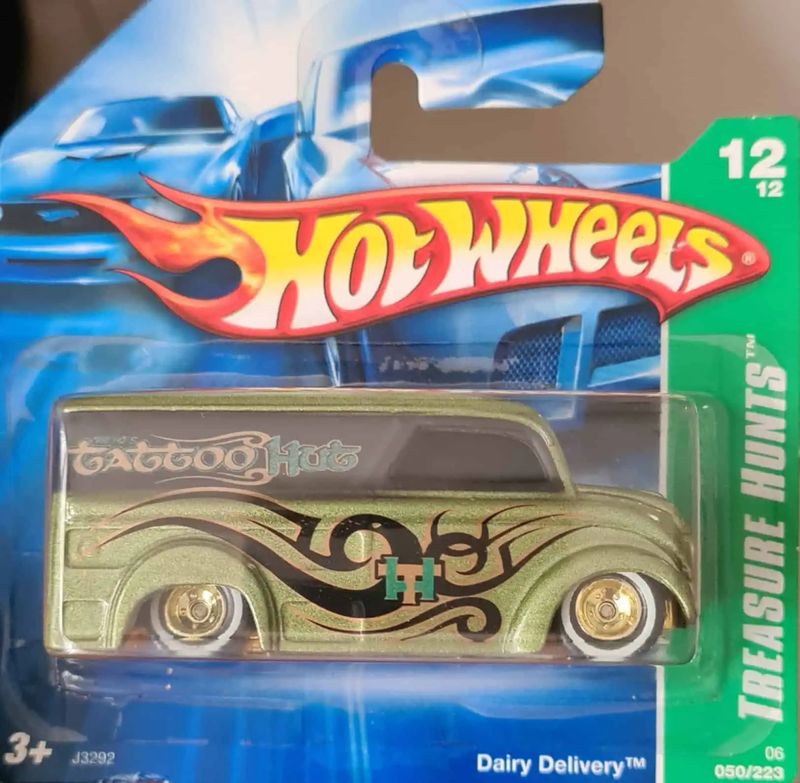 12
12
HOT WHEELS®
TREASURE HUNTS™
TATTOO HUT
HT
3+
J3292
Dairy Delivery™
06
050/223